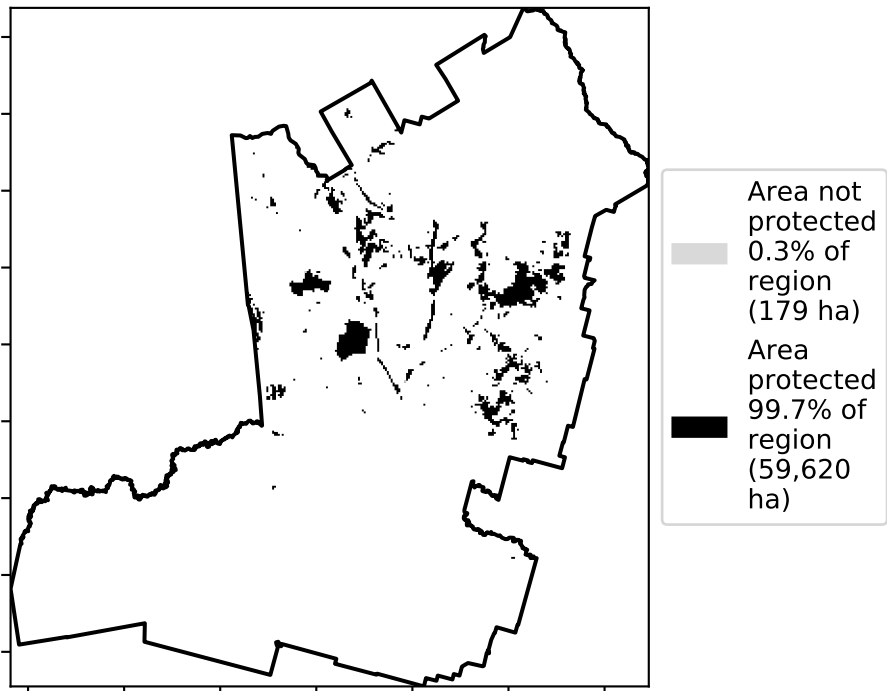 Area not
protected
0.3% of
region
(179 ha)
Area
protected
99.7% of
region
(59,620
ha)